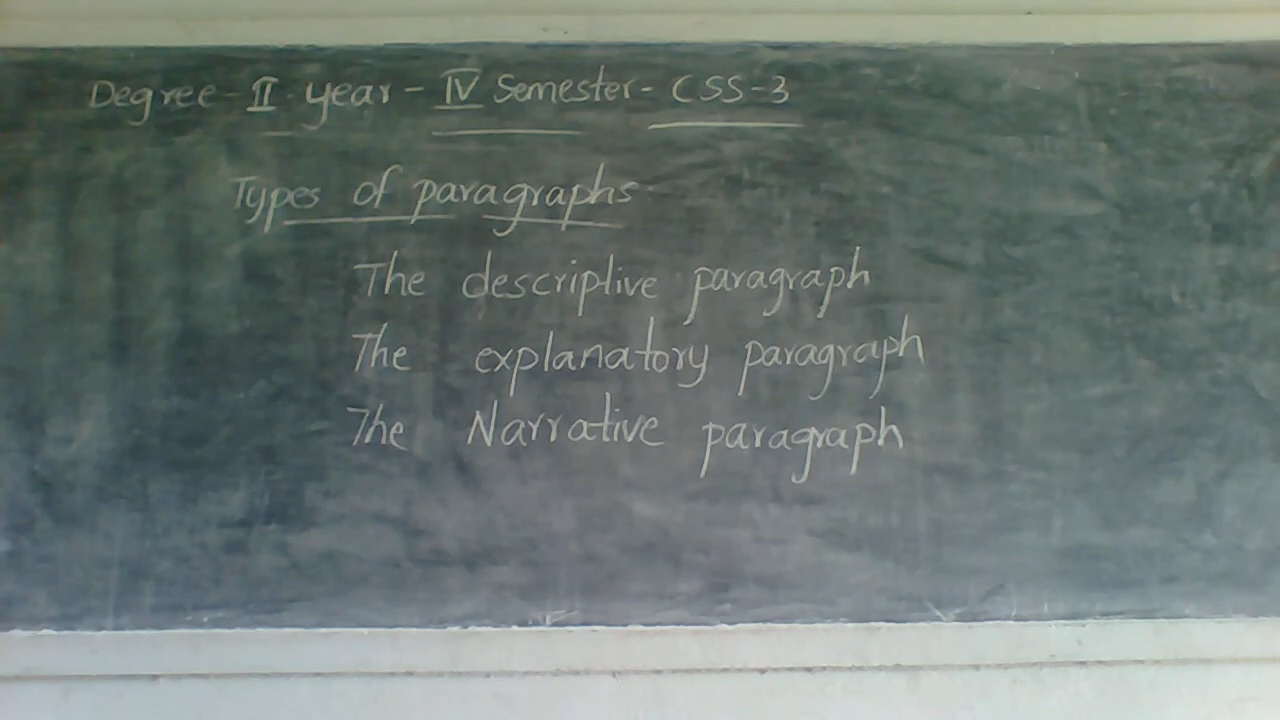 Degree - II year - IV Semester - CSS-3
Types of paragraphs
The descriptive paragraph
The explanatory paragraph
The Narrative paragraph